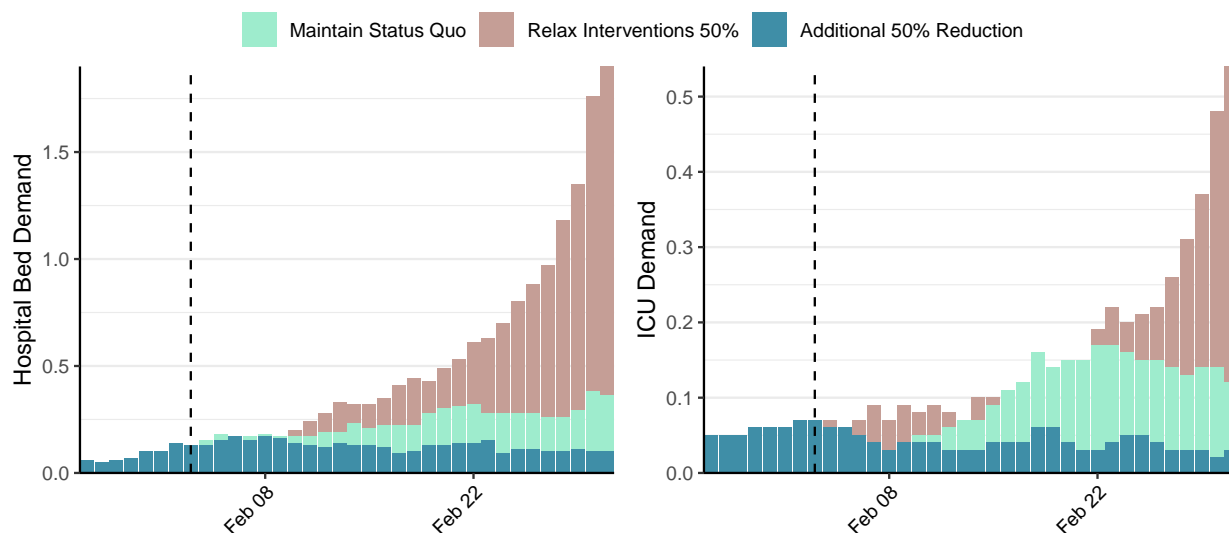 Maintain Status Quo Relax Interventions 50% Additional 50% Reduction
Hospital Bed Demand
1.5
1.0
0.5
0.0
Feb 08
Feb 22
ICU Demand
0.5
0.4
0.3
0.2
0.1
0.0
Feb 08
Feb 22